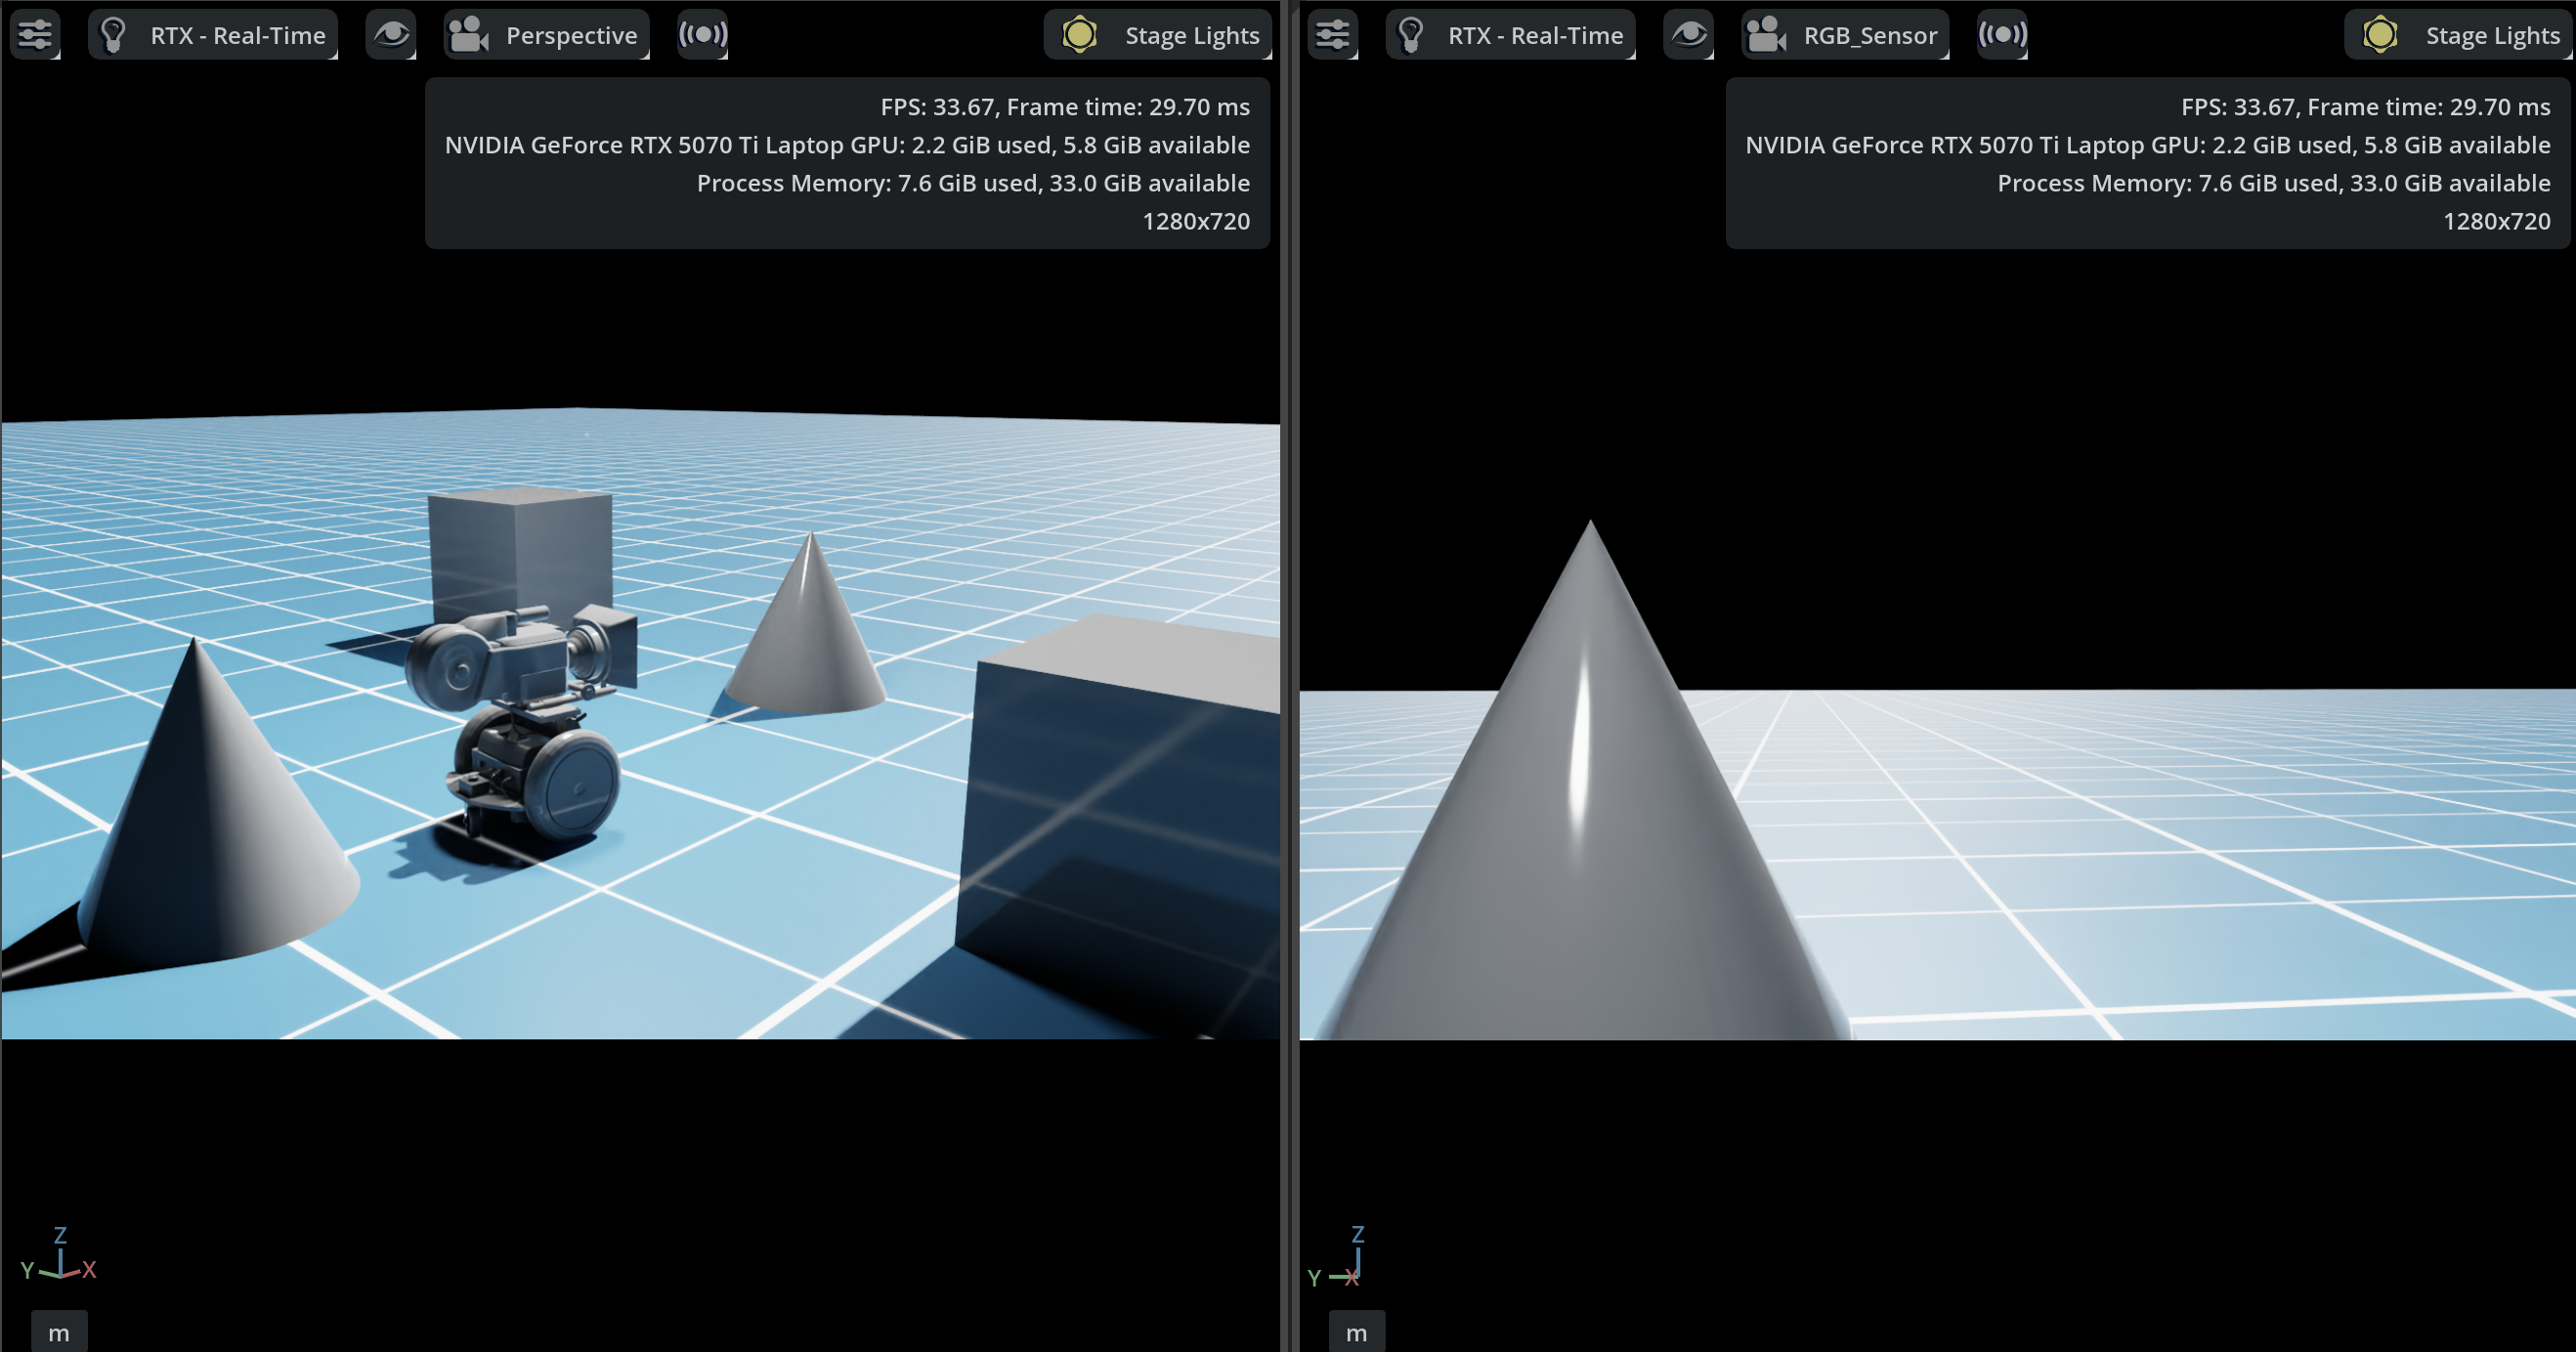 RTX - Real-Time
Perspective
Stage Lights
FPS: 33.67, Frame time: 29.70 ms
NVIDIA GeForce RTX 5070 Ti Laptop GPU: 2.2 GiB used, 5.8 GiB available
Process Memory: 7.6 GiB used, 33.0 GiB available
1280x720
Z
Y X
m
RTX - Real-Time
RGB_Sensor
Stage Lights
FPS: 33.67, Frame time: 29.70 ms
NVIDIA GeForce RTX 5070 Ti Laptop GPU: 2.2 GiB used, 5.8 GiB available
Process Memory: 7.6 GiB used, 33.0 GiB available
1280x720
Z
Y X
m